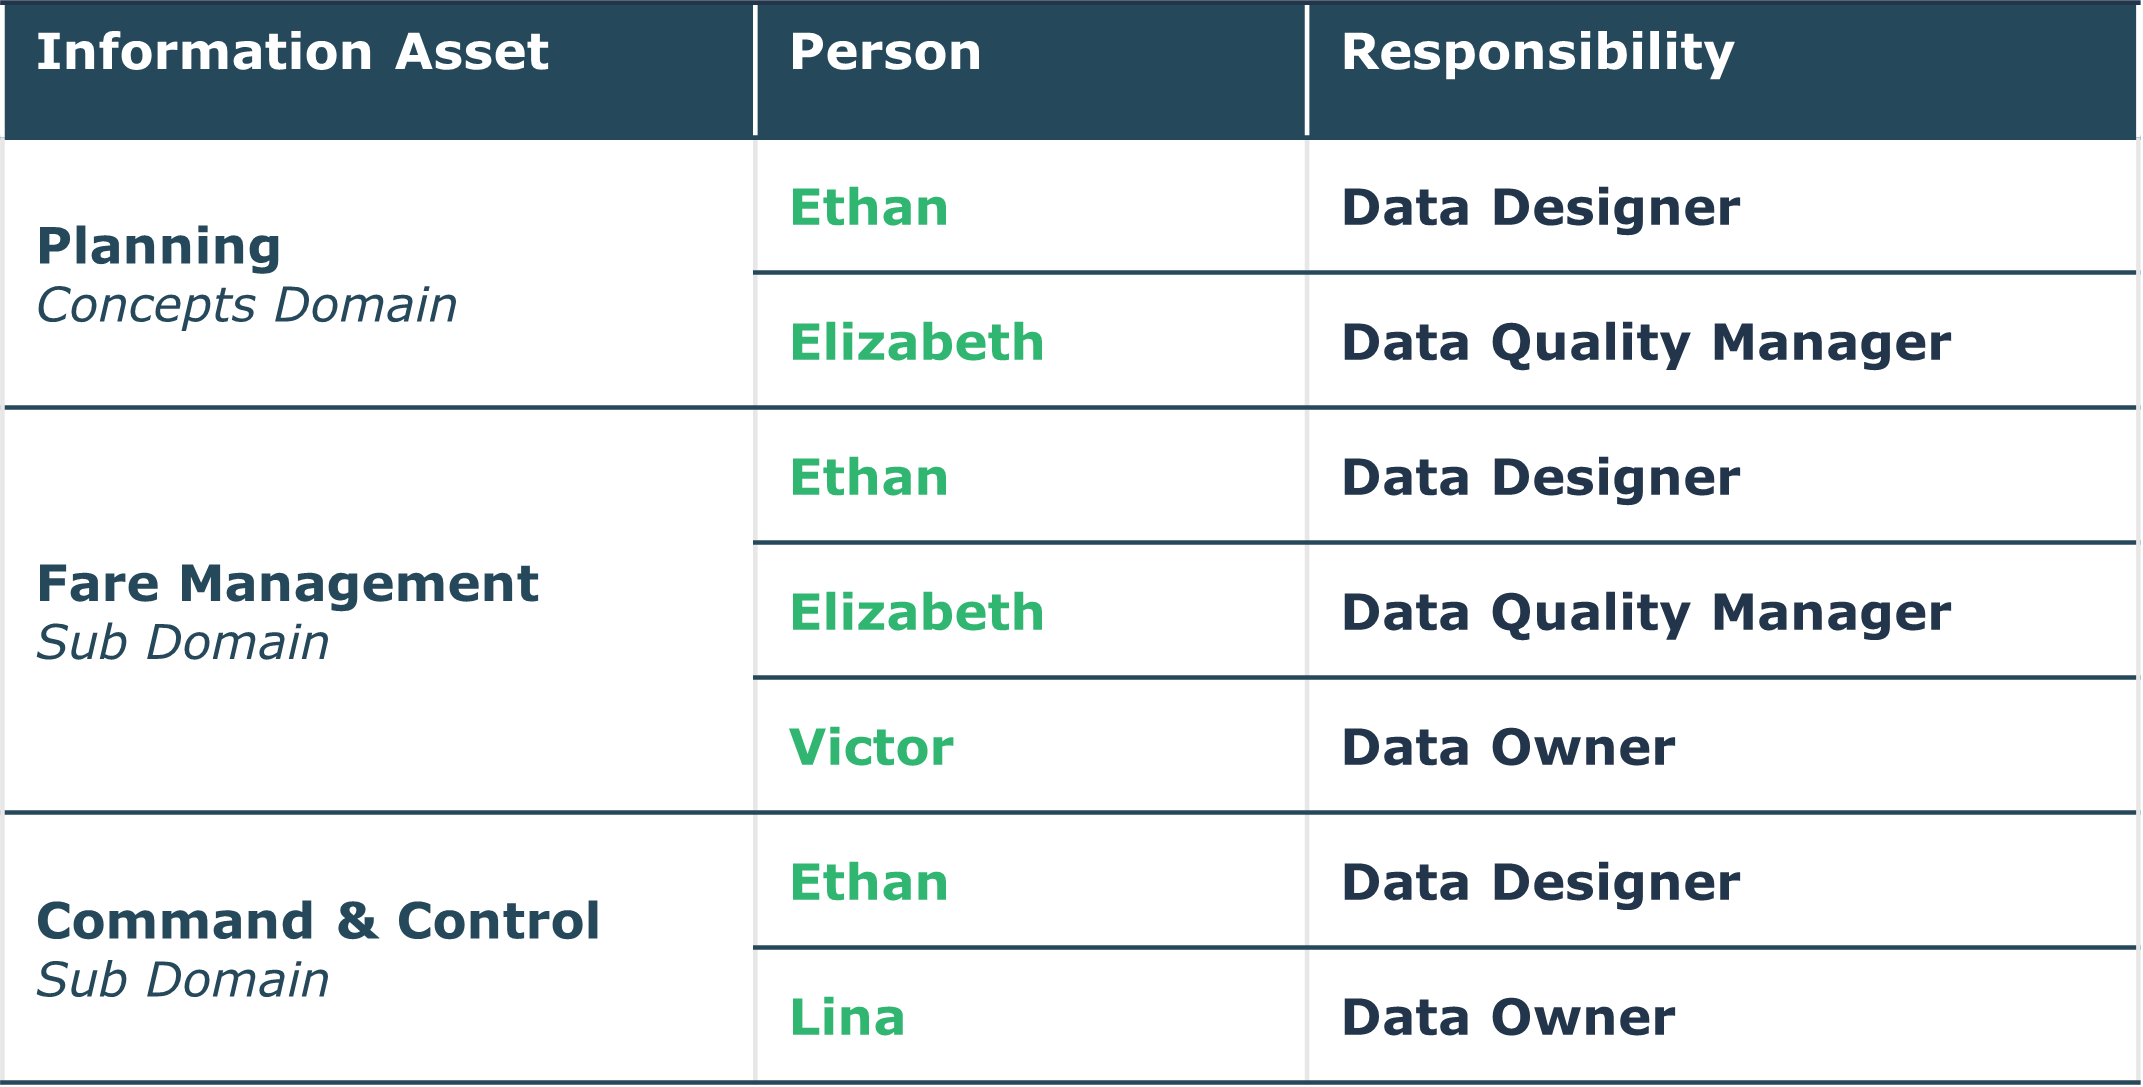 Information Asset
Person
Responsibility
Planning
Concepts Domain
Ethan
Data Designer
Elizabeth
Data Quality Manager
Fare Management
Sub Domain
Ethan
Data Designer
Elizabeth
Data Quality Manager
Victor
Data Owner
Command & Control
Sub Domain
Ethan
Data Designer
Lina
Data Owner